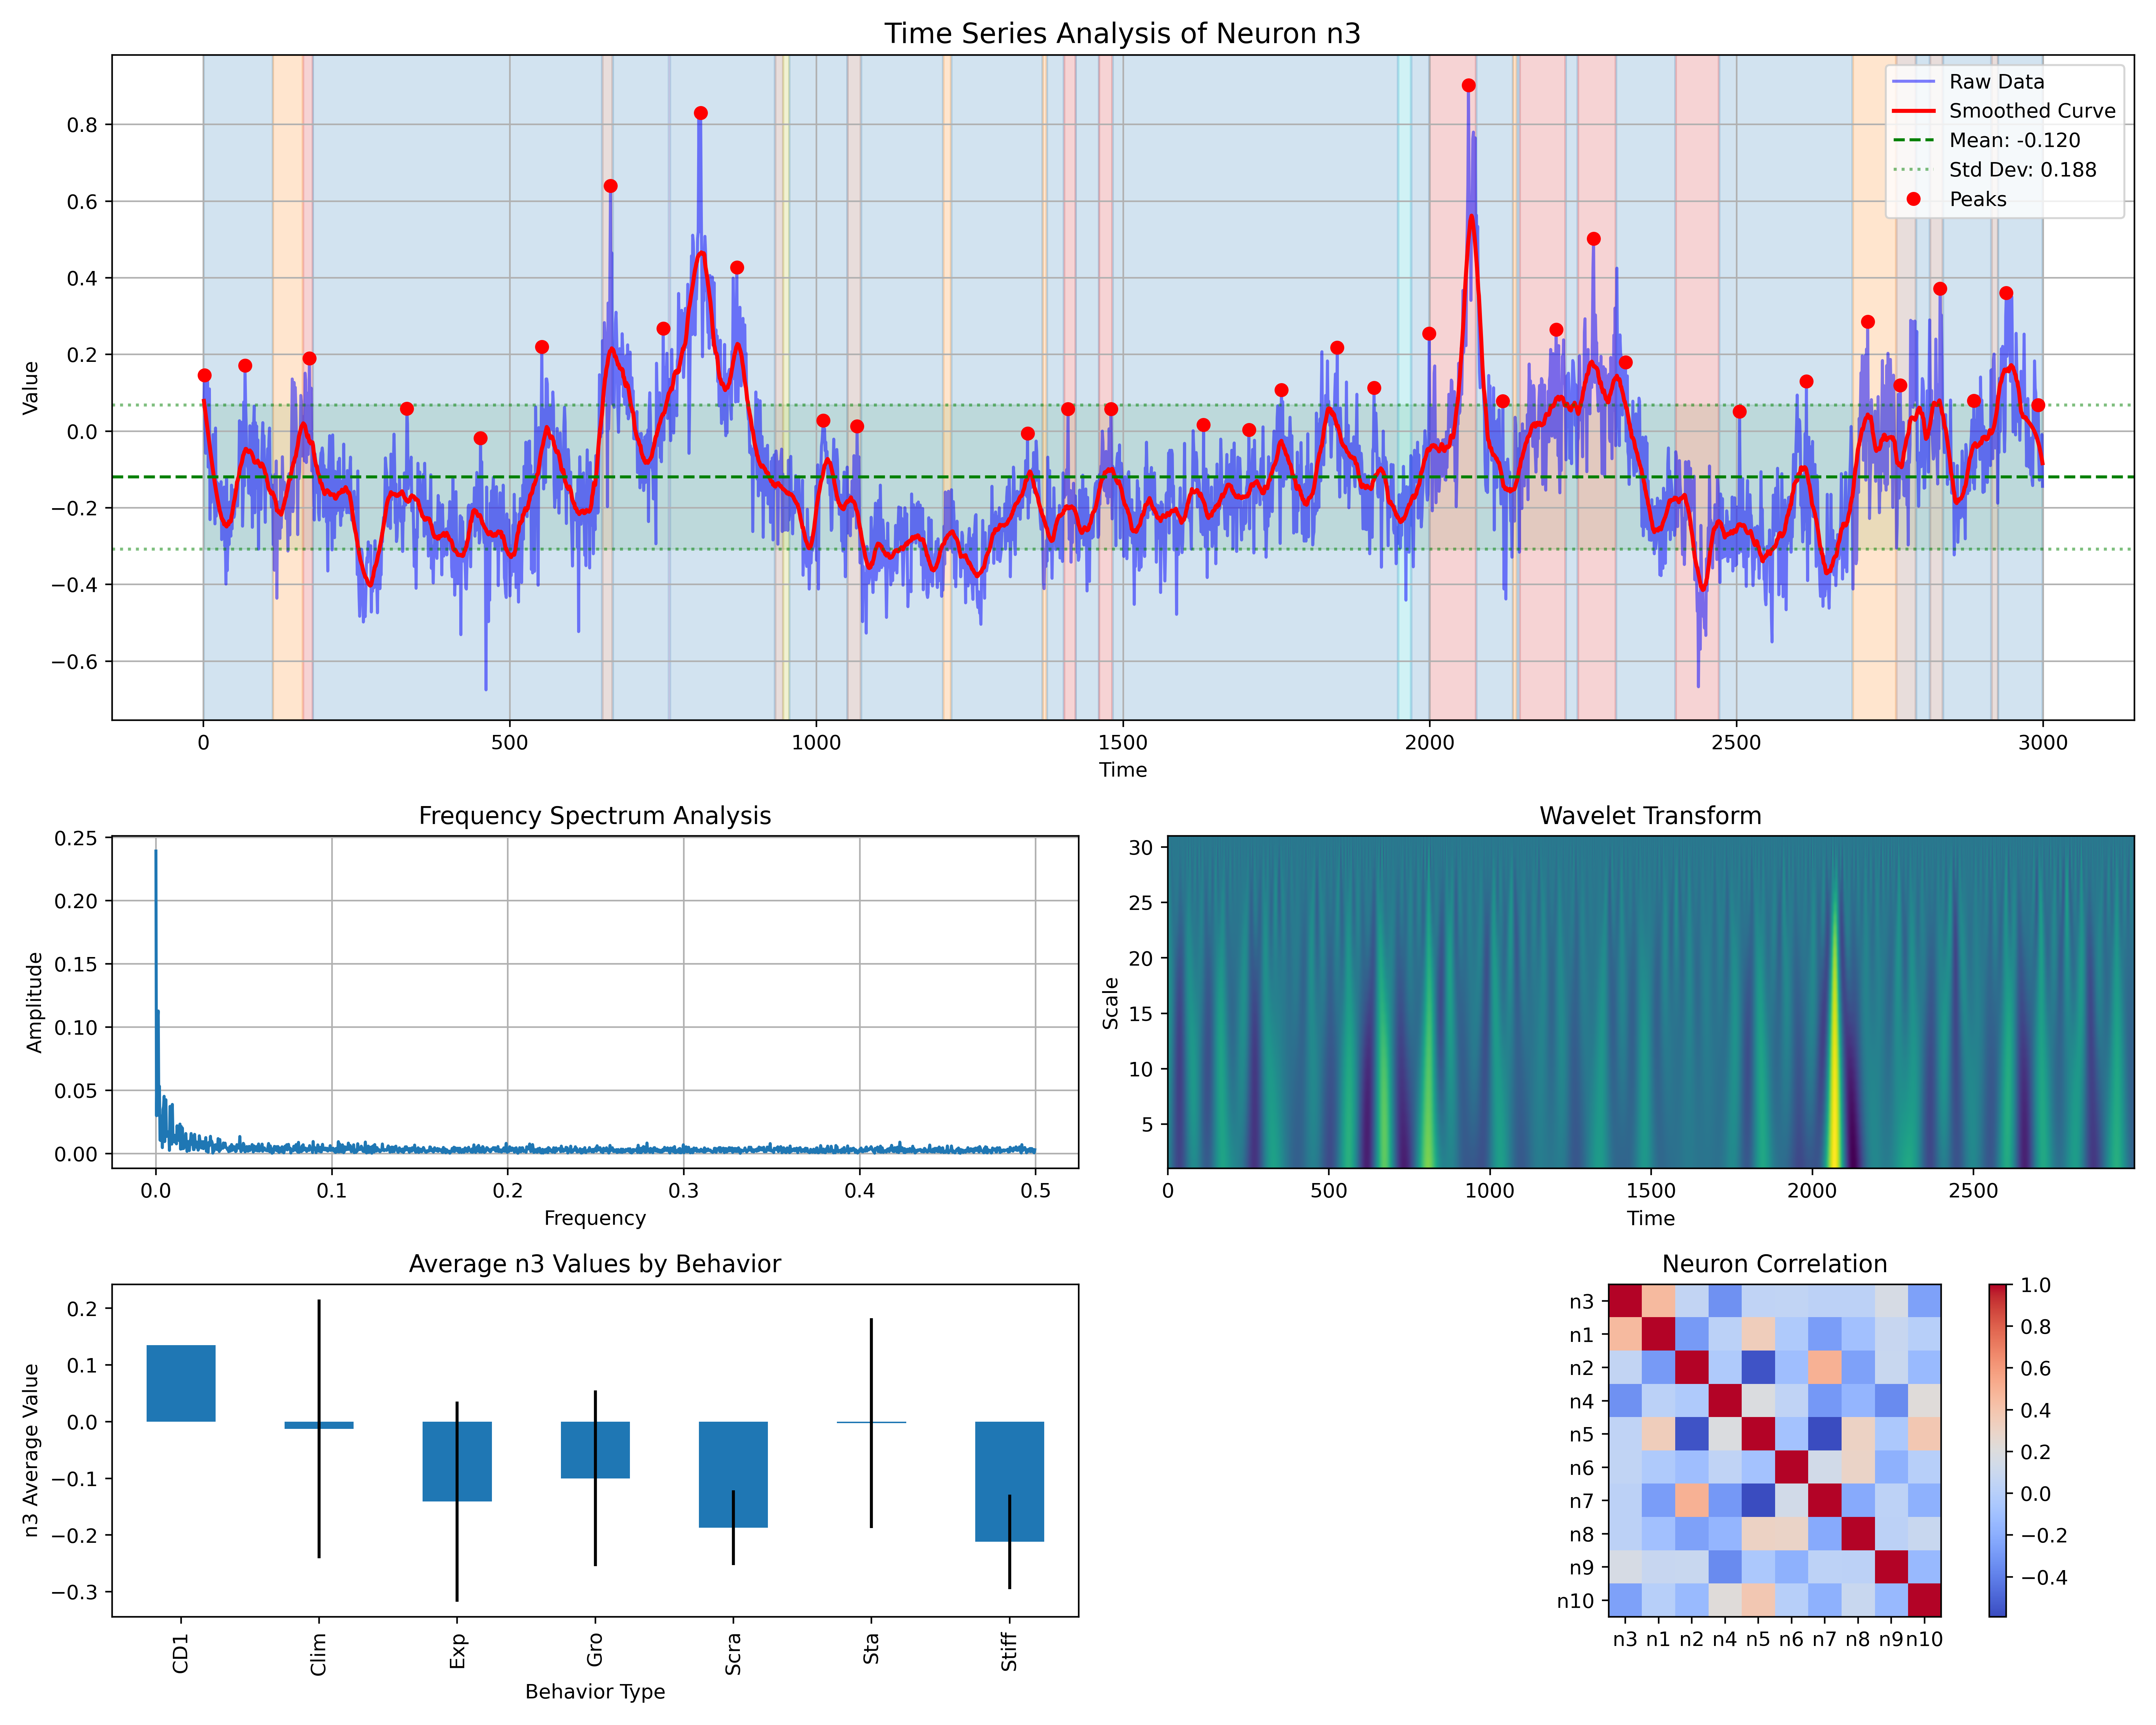 Time Series Analysis of Neuron n3
Raw Data
Smoothed Curve
Mean: -0.120
Std Dev: 0.188
Peaks
Value
0.8
0.6
0.4
0.2
0.0
−0.2
−0.4
−0.6
0 500 1000 1500 2000 2500 3000
Time
Frequency Spectrum Analysis
Amplitude
0.25
0.20
0.15
0.10
0.05
0.00
0.0 0.1 0.2 0.3 0.4 0.5
Frequency
Wavelet Transform
Scale
30
25
20
15
10
5
0 500 1000 1500 2000 2500
Time
Average n3 Values by Behavior
n3 Average Value
0.2
0.1
0.0
−0.1
−0.2
−0.3
CD1 Clim Exp Gro Scra Sta Stiff
Behavior Type
Neuron Correlation
n3
n1
n2
n4
n5
n6
n7
n8
n9
n10
n3 n1 n2 n4 n5 n6 n7 n8 n9 n10
1.0
0.8
0.6
0.4
0.2
0.0
−0.2
−0.4